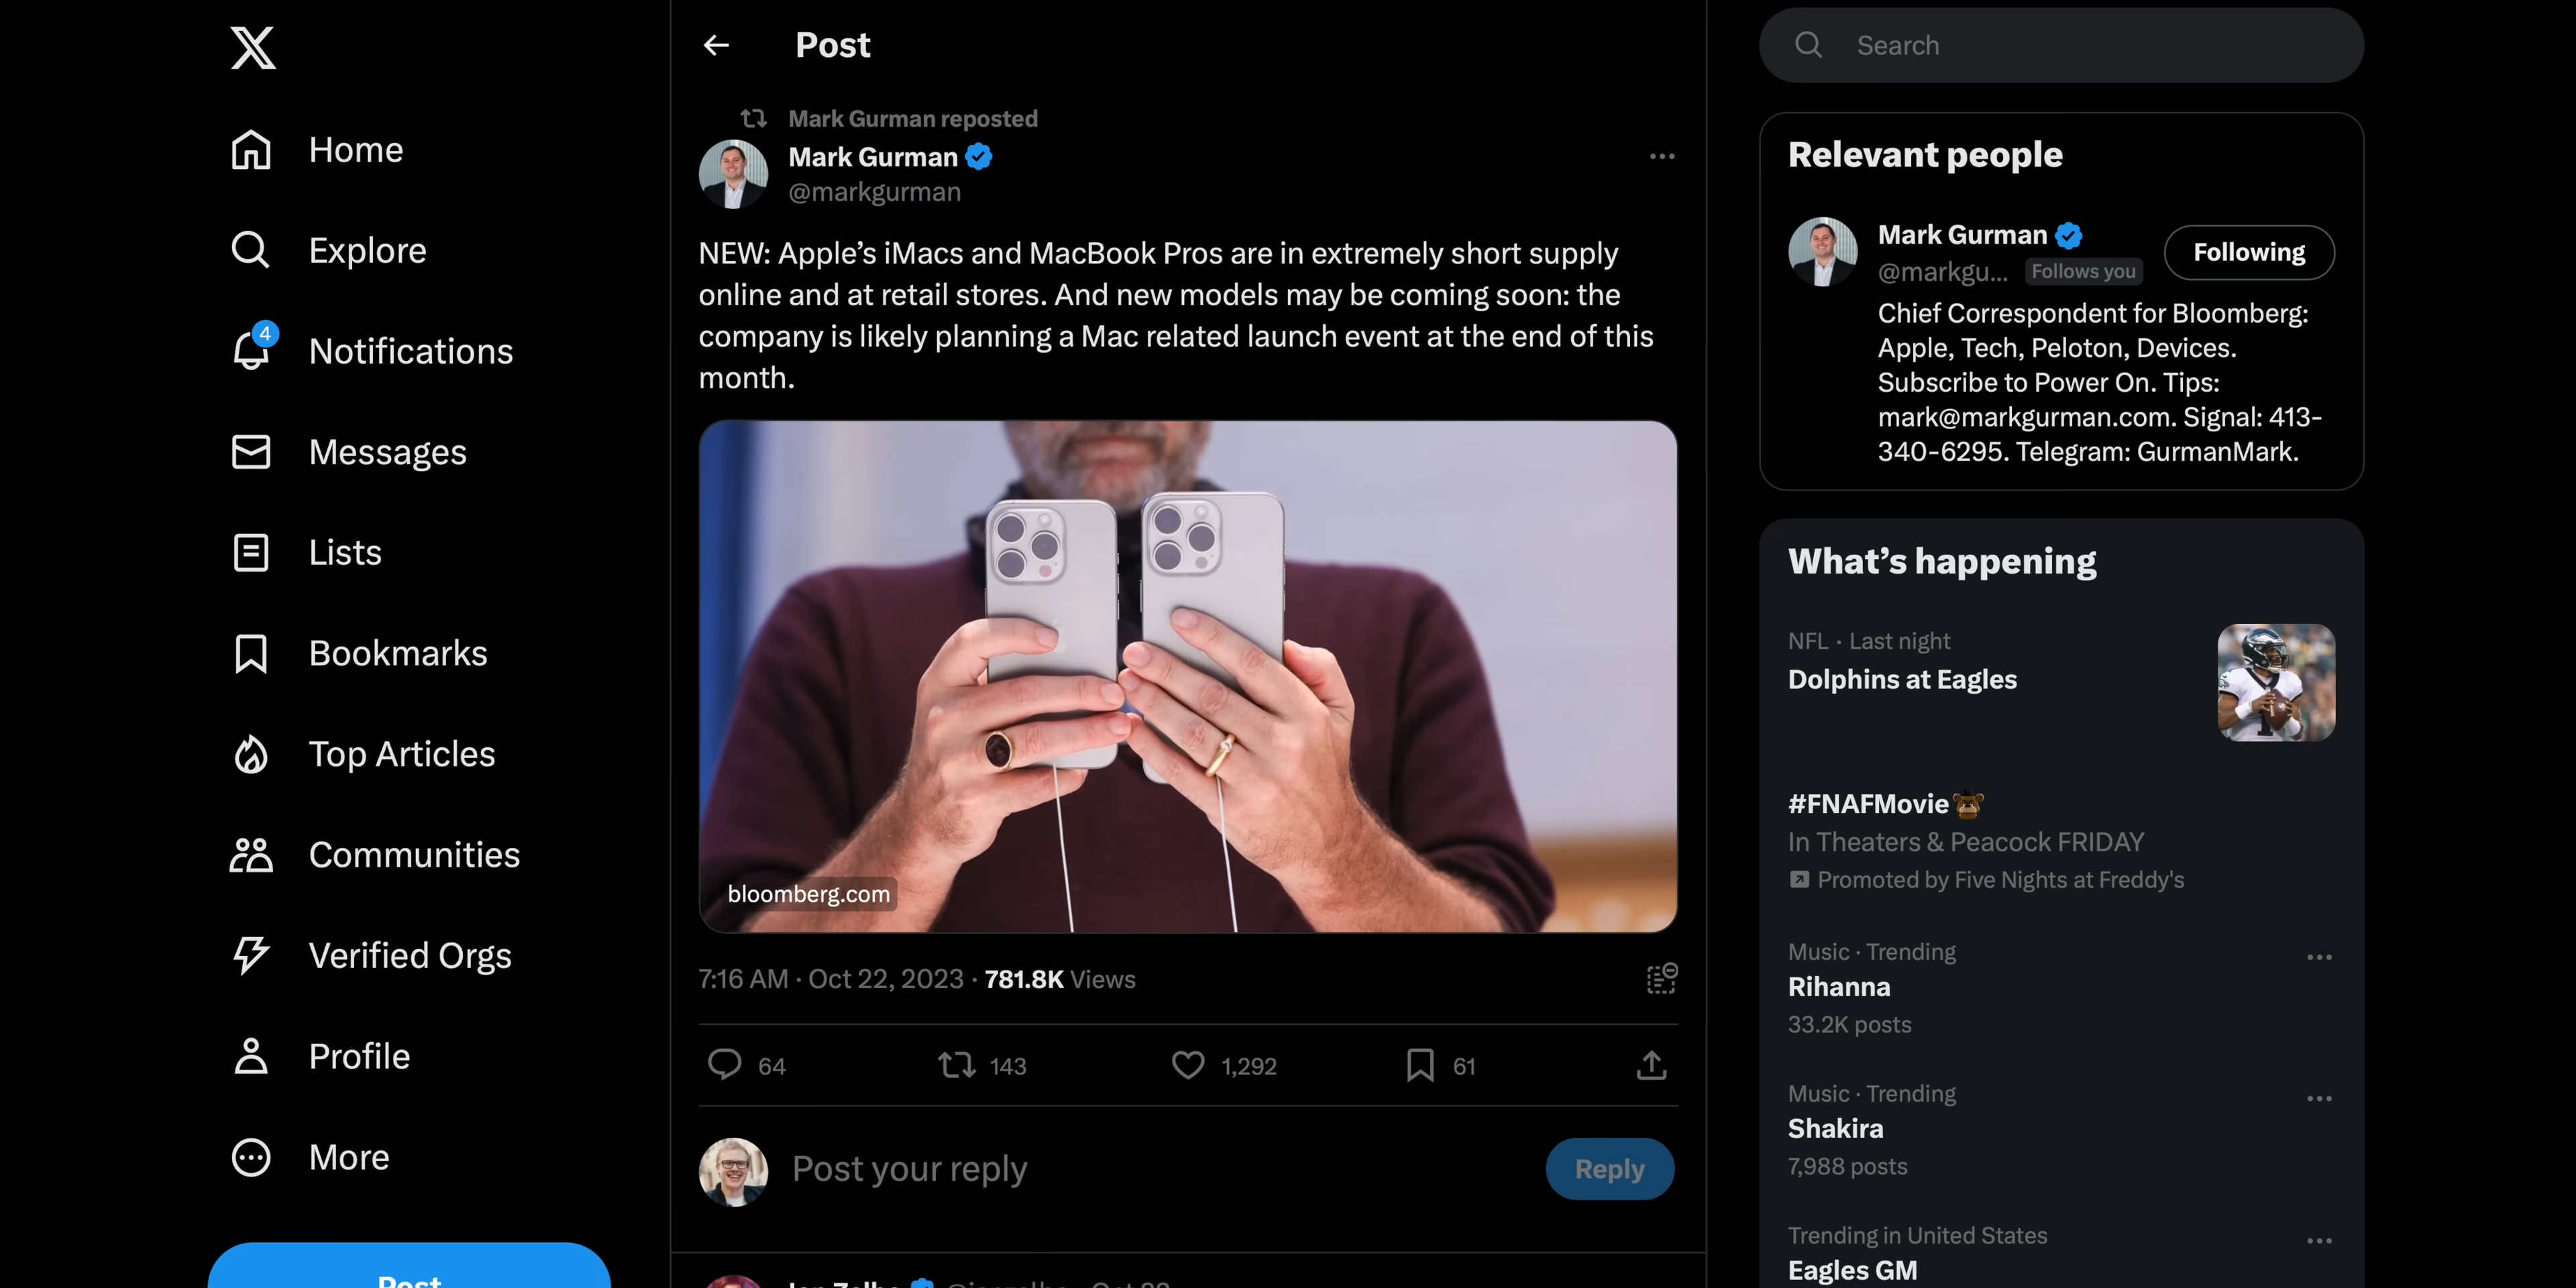 Home
Explore
4
Notifications
Messages
Lists
Bookmarks
Top Articles
Communities
Verified Orgs
Profile
More
Post
Post
Mark Gurman reposted
Mark Gurman
@markgurman
NEW: Apple’s iMacs and MacBook Pros are in extremely short supply
online and at retail stores. And new models may be coming soon: the
company is likely planning a Mac related launch event at the end of this
month.
bloomberg.com
7:16 AM · Oct 22, 2023 · 781.8K Views
64 143 1,292 61
Post your reply
Reply
Search
Relevant people
Mark Gurman
@markgu... Follows you
Following
Chief Correspondent for Bloomberg:
Apple, Tech, Peloton, Devices.
Subscribe to Power On. Tips:
mark@markgurman.com. Signal: 413-
340-6295. Telegram: GurmanMark.
What’s happening
NFL · Last night
Dolphins at Eagles
#FNAFMovie
In Theaters & Peacock FRIDAY
Promoted by Five Nights at Freddy's
Music · Trending
Rihanna
33.2K posts
Music · Trending
Shakira
7,988 posts
Trending in United States
Eagles GM